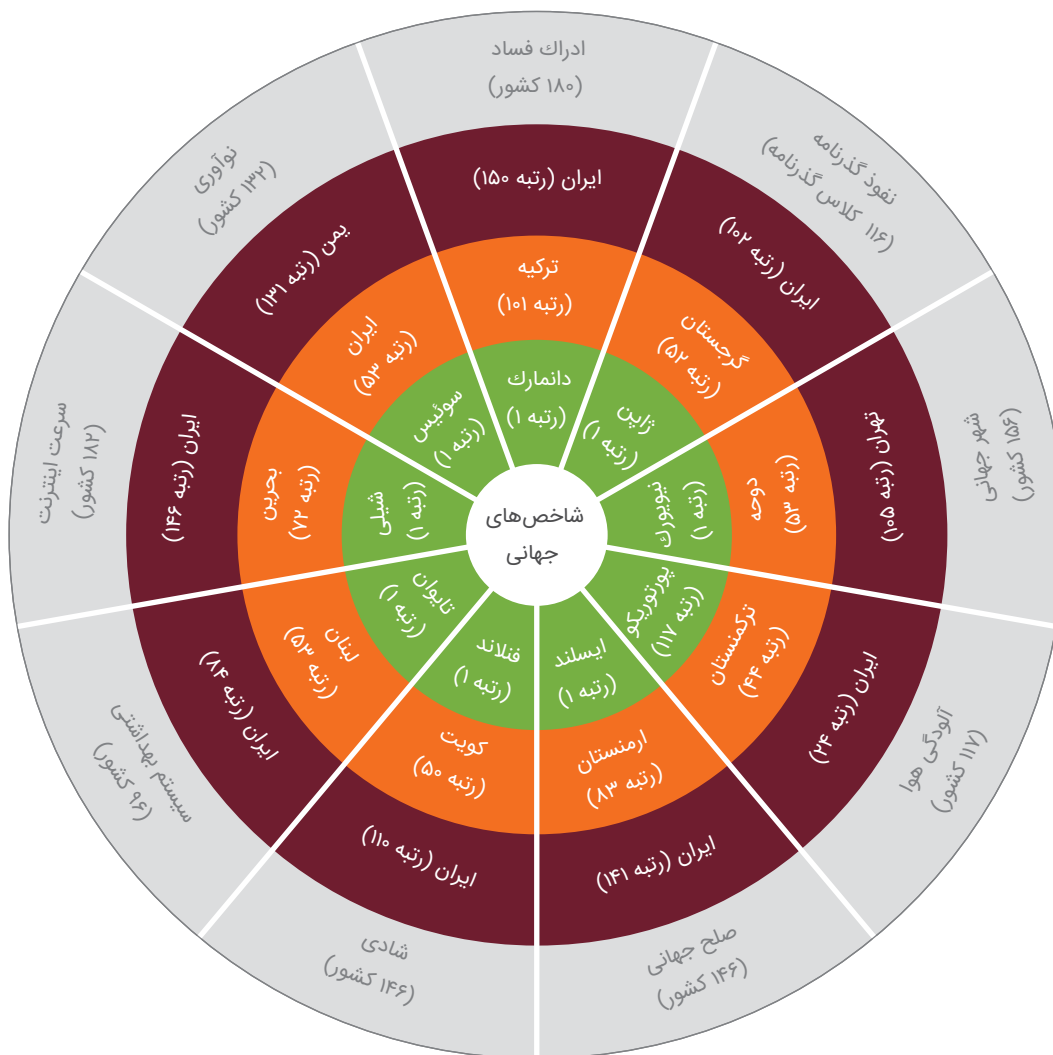 شاخص‌های
جهانی
ادراك فساد
(۱۸۰ کشور)
ایران (رتبه ۱۵۰)
ترکیه
(رتبه ۱۰۱)
دانمارك
(رتبه ۱)
نفوذ گذرنامه
(۱۱۶ کلاس گذرنامه)
ایران (رتبه ۱۰۲)
گرجستان
(رتبه ۵۲)
ژاپن
(رتبه ۱)
شهر جهانی
(۱۵۶ کشور)
تهران (رتبه ۱۰۵)
دوحه
(رتبه ۵۳)
نیویورك
(رتبه ۱)
آلودگی هوا
(۱۱۷ کشور)
ایران (رتبه ۲۴)
ترکمنستان
(رتبه ۴۴)
پورتوریکو
(رتبه ۱۱۷)
صلح جهانی
(۱۴۶ کشور)
ایران (رتبه ۱۴۱)
ارمنستان
(رتبه ۸۳)
ایسلند
(رتبه ۱)
شادی
(۱۴۶ کشور)
ایران (رتبه ۱۱۰)
کویت
(رتبه ۵۰)
فنلاند
(رتبه ۱)
سیستم بهداشتی
(۹۶ کشور)
ایران (رتبه ۸۴)
لبنان
(رتبه ۵۳)
تایوان
(رتبه ۱)
سرعت اینترنت
(۱۸۲ کشور)
ایران (رتبه ۱۴۶)
بحرین
(رتبه ۷۲)
شیلی
(رتبه ۱)
نوآوری
(۱۳۲ کشور)
یمن (رتبه ۱۳۱)
ایران
(رتبه ۵۳)
سوئیس
(رتبه ۱)